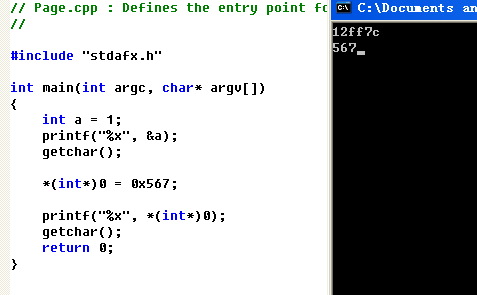 // Page.cpp : Defines the entry point fo
//
#include "stdafx.h"
int main(int argc, char* argv[])
{
int a = 1;
printf("%x", &a);
getchar();
*(int*)0 = 0x567;
printf("%x", *(int*)0);
getchar();
return 0;
}
C:\Documents an
12ff7c
567_